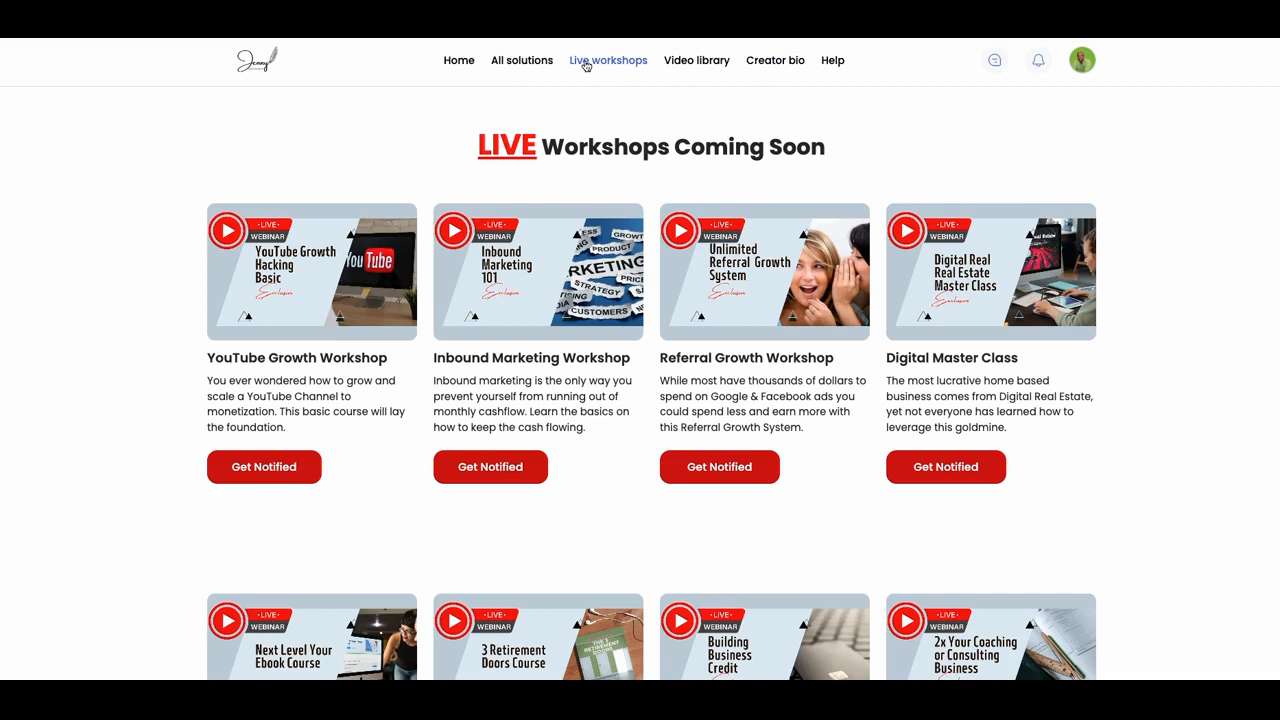 Jenny
Home All solutions Live workshops Video library Creator bio Help
LIVE Workshops Coming Soon
LIVE
WEBINAR
YouTube Growth
Hacking
Basic
Exclusive
You Tube
LIVE
WEBINAR
Inbound
Marketing
101
Exclusive
GROWTH
PRODUCT
RKETING
STRATEGY
CUSTOMERS
LIVE
WEBINAR
Unlimited
Referral Growth
System
Exclusive
LIVE
WEBINAR
Digital Real
Real Estate
Master Class
Exclusive
YouTube Growth Workshop
You ever wondered how to grow and
scale a YouTube Channel to
monetization. This basic course will lay
the foundation.
Get Notified
Inbound Marketing Workshop
Inbound marketing is the only way you
prevent yourself from running out of
monthly cashflow. Learn the basics on
how to keep the cash flowing.
Get Notified
Referral Growth Workshop
While most have thousands of dollars to
spend on Google & Facebook ads you
could spend less and earn more with
this Referral Growth System.
Get Notified
Digital Master Class
The most lucrative home based
business comes from Digital Real Estate,
yet not everyone has learned how to
leverage this goldmine.
Get Notified
LIVE
WEBINAR
Next Level Your
Ebook Course
LIVE
WEBINAR
3 Retirement
Doors Course
LIVE
WEBINAR
Building
Business
Credit
LIVE
WEBINAR
2x Your Coaching
or Consulting
Business